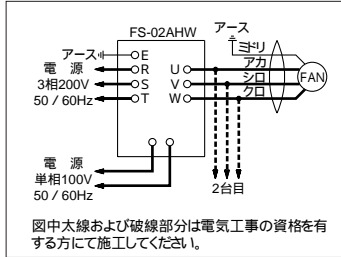 FS-02AHW
アース
アース
E
ミドリ
電 源
R
U
アカ
3相200V
S
V
シロ
FAN
50 / 60Hz
T
W
クロ
電 源
単相100V
50 / 60Hz
2台目
図中太線および破線部分は電気工事の資格を有
する方にて施工してください。